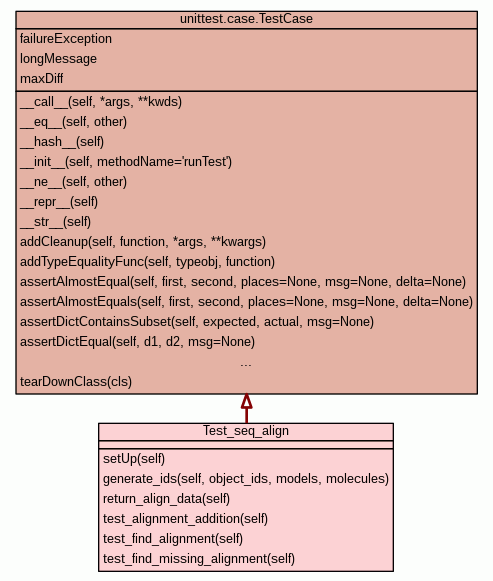 unittest.case.TestCase
failureException
longMessage
maxDiff
__call__(self, *args, **kwds)
__eq__(self, other)
__hash__(self)
__init__(self, methodName='runTest')
__ne__(self, other)
__repr__(self)
__str__(self)
addCleanup(self, function, *args, **kwargs)
addTypeEqualityFunc(self, typeobj, function)
assertAlmostEqual(self, first, second, places=None, msg=None, delta=None)
assertAlmostEquals(self, first, second, places=None, msg=None, delta=None)
assertDictContainsSubset(self, expected, actual, msg=None)
assertDictEqual(self, d1, d2, msg=None)
...
tearDownClass(cls)
Test_seq_align
setUp(self)
generate_ids(self, object_ids, models, molecules)
return_align_data(self)
test_alignment_addition(self)
test_find_alignment(self)
test_find_missing_alignment(self)